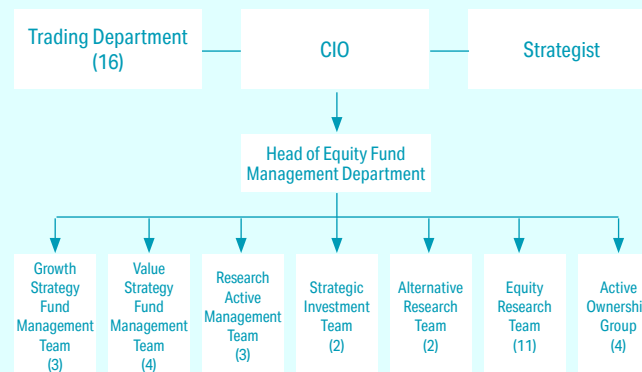 Trading Department
(16)
CIO
Strategist
Head of Equity Fund
Management Department
Growth
Strategy
Fund
Management
Team
(3)
Value
Strategy
Fund
Management
Team
(4)
Research
Active
Management
Team
(3)
Strategic
Investment
Team
(2)
Alternative
Research
Team
(2)
Equity
Research
Team
(11)
Active
Ownership
Group
(4)